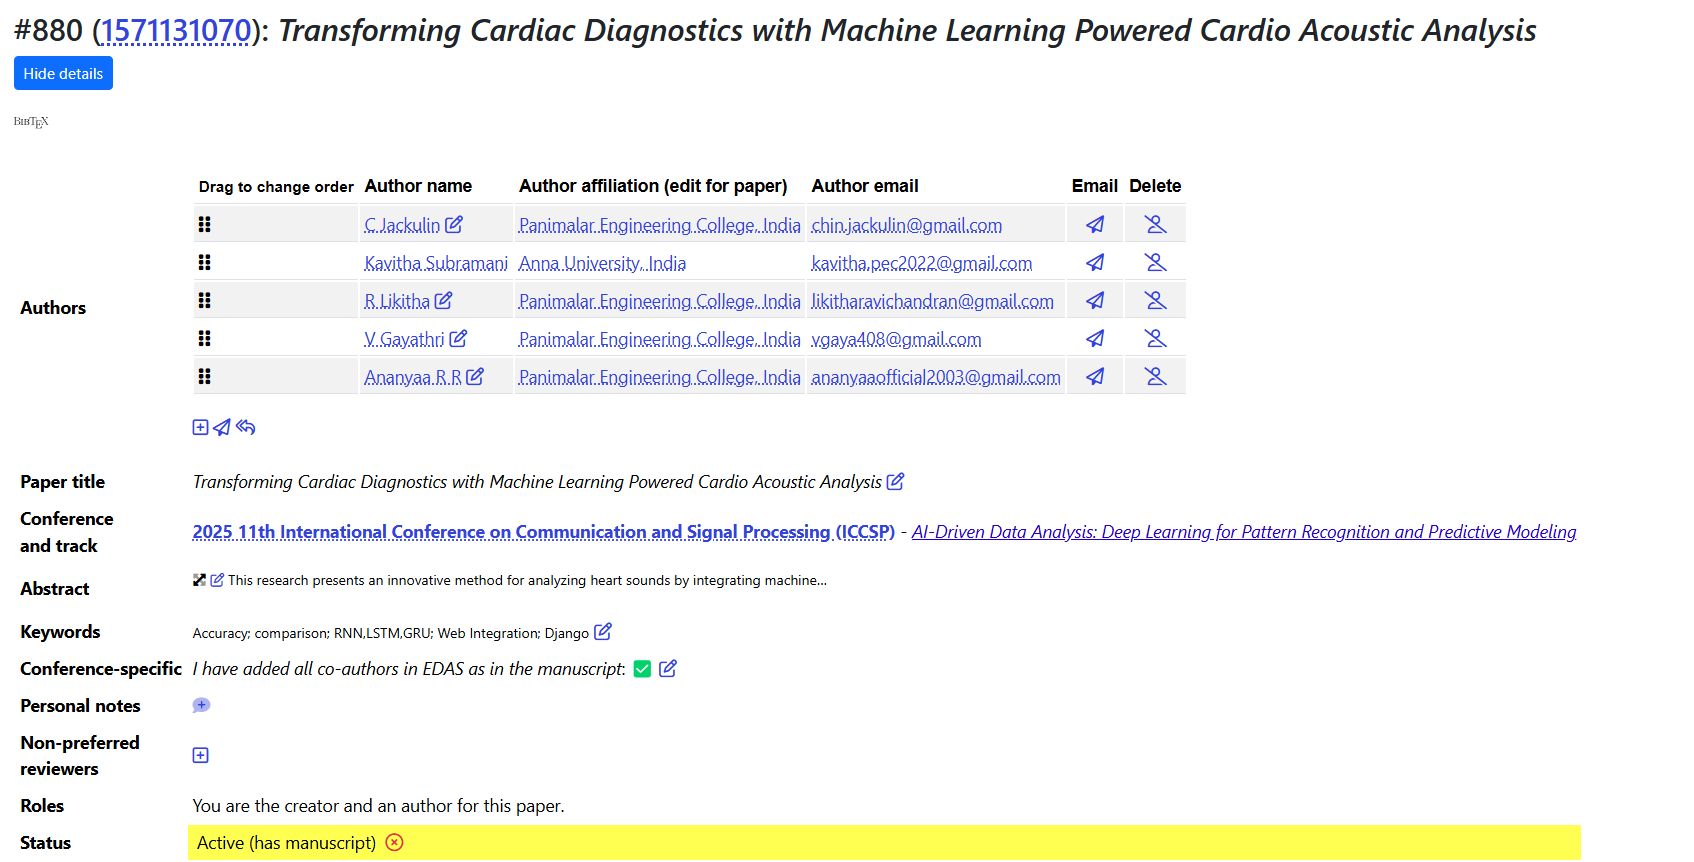 #880 (1571131070): Transforming Cardiac Diagnostics with Machine Learning Powered Cardio Acoustic Analysis
Hide details
BibTeX
Drag to change order Author name Author affiliation (edit for paper) Author email Email Delete
C Jackulin Panimalar Engineering College, India chin.jackulin@gmail.com
Kavitha Subramani Anna University, India kavitha.pec2022@gmail.com
Authors
R Likitha Panimalar Engineering College, India likitharavichandran@gmail.com
V Gayathri Panimalar Engineering College, India vgaya408@gmail.com
Ananyaa R R Panimalar Engineering College, India ananyaaofficial2003@gmail.com
Paper title Transforming Cardiac Diagnostics with Machine Learning Powered Cardio Acoustic Analysis
Conference and track 2025 11th International Conference on Communication and Signal Processing (ICCSP) - AI-Driven Data Analysis: Deep Learning for Pattern Recognition and Predictive Modeling
Abstract This research presents an innovative method for analyzing heart sounds by integrating machine...
Keywords Accuracy; comparison; RNN,LSTM,GRU; Web Integration; Django
Conference-specific I have added all co-authors in EDAS as in the manuscript:
Personal notes
Non-preferred
reviewers
Roles You are the creator and an author for this paper.
Status Active (has manuscript)